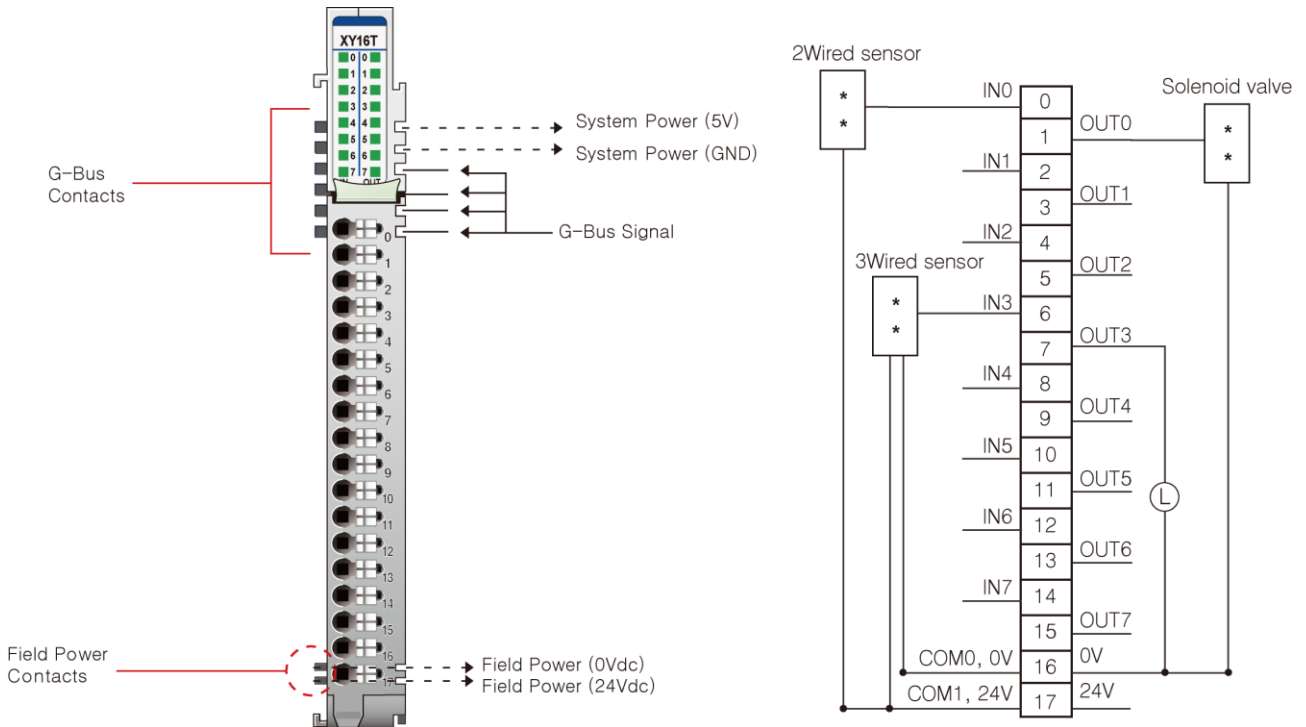 XY16T
0 0
1 1
2 2
3 3
4 4
5 5
6 6
7 7
G-Bus
Contacts
System Power (5V)
System Power (GND)
G-Bus Signal
0
1
2
3
4
5
6
7
8
9
10
11
12
13
14
15
16
Field Power
Contacts
Field Power (0Vdc)
Field Power (24Vdc)
2Wired sensor
*
*
Solenoid valve
*
*
3Wired sensor
*
*
IN0 0
1 OUT0
IN1 2
3 OUT1
IN2 4
5 OUT2
IN3 6
7 OUT3
IN4 8
9 OUT4
IN5 10
11 OUT5
L
IN6 12
13 OUT6
IN7 14
15 OUT7
COM0, 0V 16 0V
COM1, 24V 17 24V